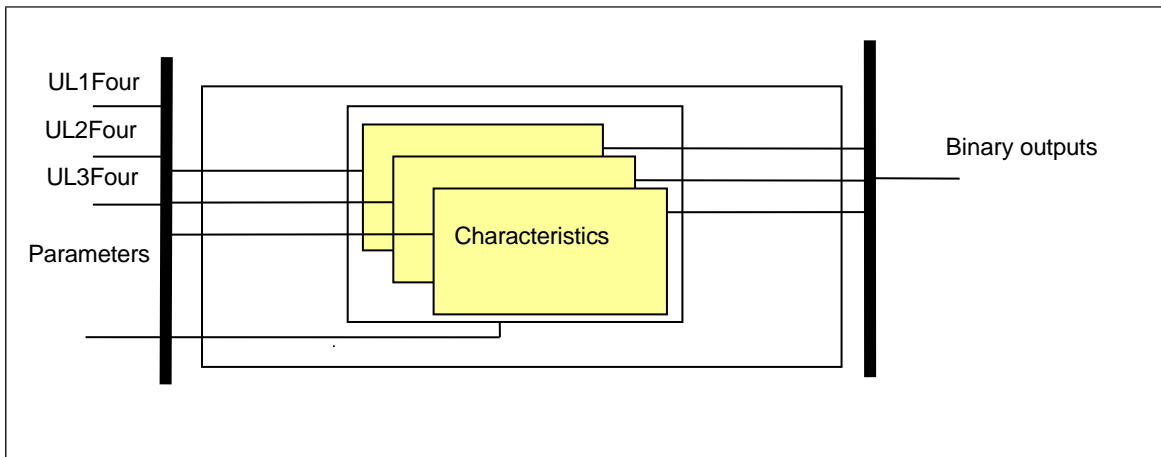 UL1Four
UL2Four
UL3Four
Parameters
Characteristics
Binary outputs